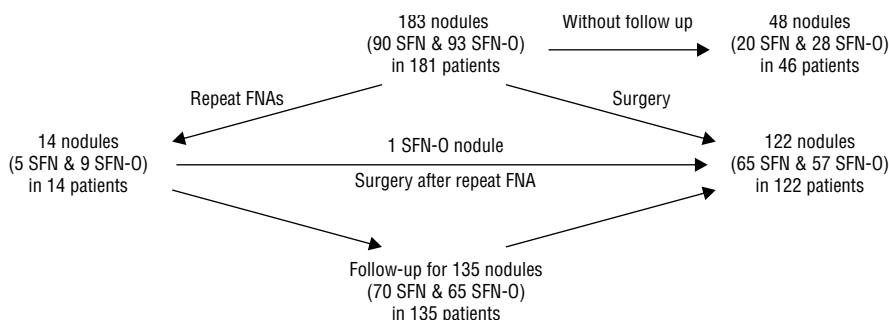 183 nodules
(90 SFN & 93 SFN-O)
in 181 patients
Without follow up
48 nodules
(20 SFN & 28 SFN-O)
in 46 patients
Repeat FNAs
Surgery
14 nodules
(5 SFN & 9 SFN-O)
in 14 patients
1 SFN-O nodule
Surgery after repeat FNA
122 nodules
(65 SFN & 57 SFN-O)
in 122 patients
Follow-up for 135 nodules
(70 SFN & 65 SFN-O)
in 135 patients